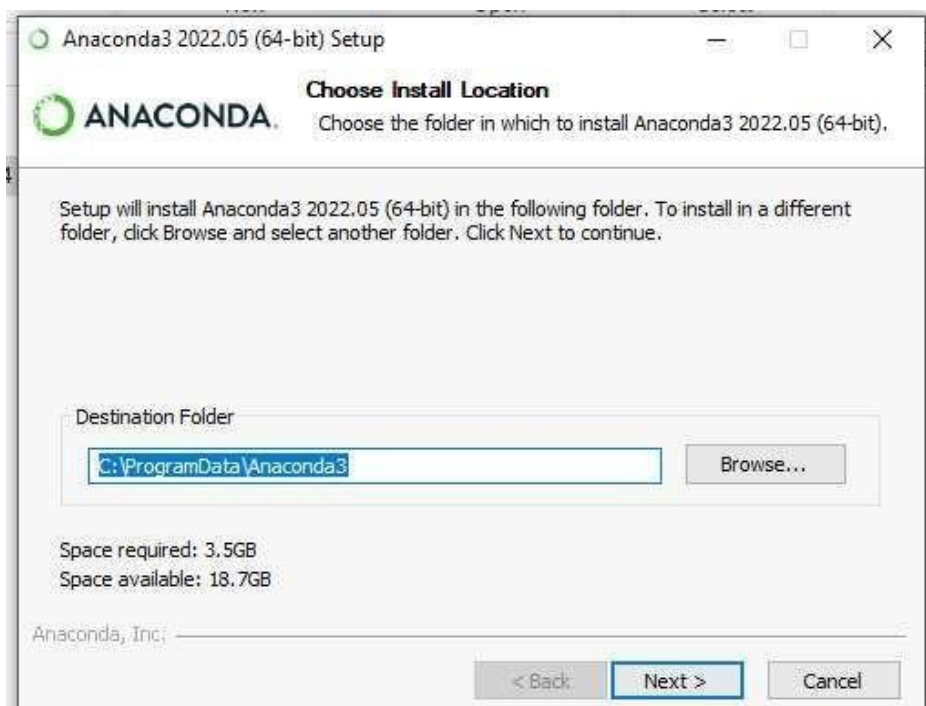 Anaconda3 2022.05 (64-bit) Setup
ANACONDA.
Choose Install Location
Choose the folder in which to install Anaconda3 2022.05 (64-bit).
Setup will install Anaconda3 2022.05 (64-bit) in the following folder. To install in a different
folder, click Browse and select another folder. Click Next to continue.
Destination Folder
C:\ProgramData\Anaconda3
Browse...
Space required: 3.5GB
Space available: 18.7GB
Anaconda, Inc.
< Back
Next >
Cancel